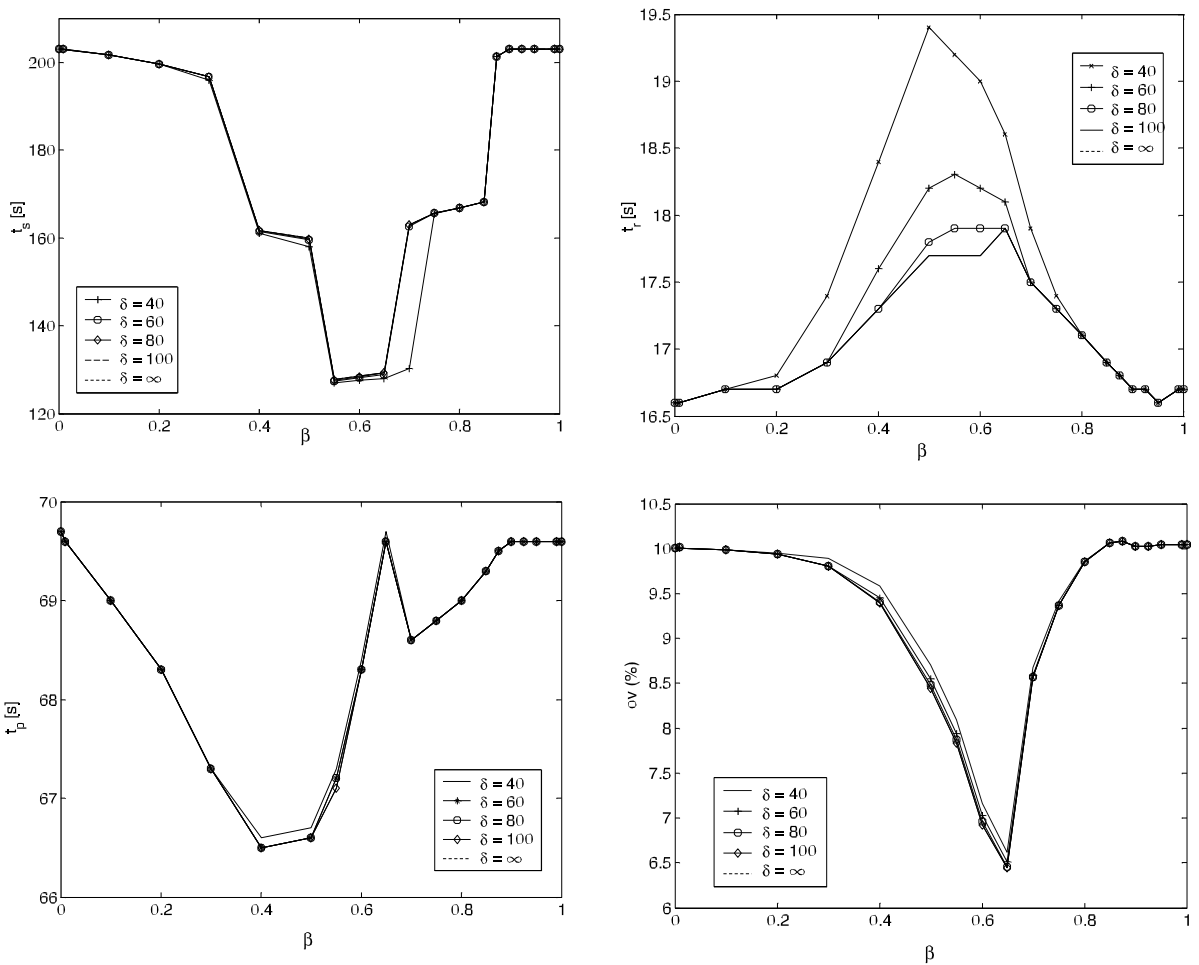 200
180
160
140
120
t_s [s]
δ = 40
δ = 60
δ = 80
δ = 100
δ = ∞
0 0.2 0.4 0.6 0.8 1
β
19.5
19
18.5
18
17.5
17
16.5
t_r [s]
δ = 40
δ = 60
δ = 80
δ = 100
δ = ∞
0 0.2 0.4 0.6 0.8 1
β
70
69
68
67
66
t_p [s]
δ = 40
δ = 60
δ = 80
δ = 100
δ = ∞
0 0.2 0.4 0.6 0.8 1
β
10.5
10
9.5
9
8.5
8
7.5
7
6.5
6
ov (%)
δ = 40
δ = 60
δ = 80
δ = 100
δ = ∞
0 0.2 0.4 0.6 0.8 1
β